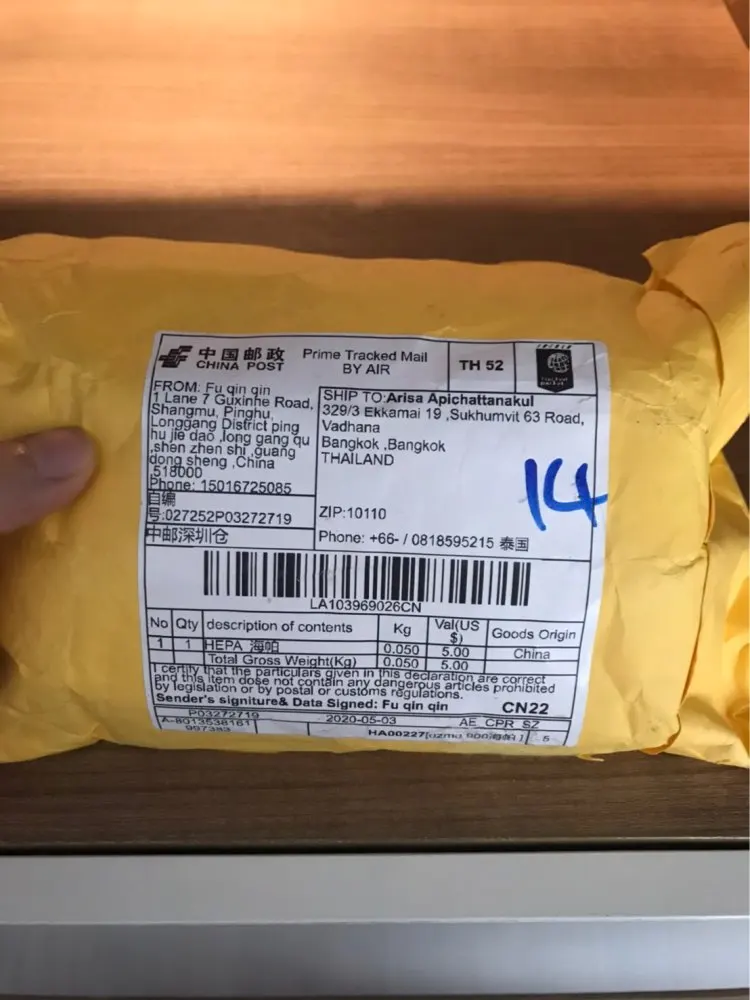 中国邮政
CHINA POST
Prime Tracked Mail
BY AIR
TH 52
FROM: Fu qin qin
1 Lane 7 Guxinhe Road,
Shangmu, Pinghu,
Longgang District ping
hu jie dao ,long gang qu
,shen zhen shi ,guang
dong sheng ,China
518000
Phone: 15016725085
自编
号:027252P03272719
中邮深圳仓
SHIP TO:Arisa Apichattanakul
329/3 Ekkamai 19 ,Sukhumvit 63 Road,
Vadhana
Bangkok ,Bangkok
THAILAND
ZIP:10110
Phone: +66- / 0818595215 泰国
14
LA103969026CN
No Qty description of contents Kg Val(US $) Goods Origin
1 1 HEPA 海帕 0.050 5.00 China
Total Gross Weight(Kg) 0.050 5.00
I certify that the particulars given in this declaration are correct
and this item dose not contain any dangerous articles prohibited
by legislation or by postal or customs regulations.
Sender's signiture& Data Signed: Fu qin qin CN22
P03272719 2020-05-03 AE_CPR_SZ
A-8013538161
997383
HA00227 5